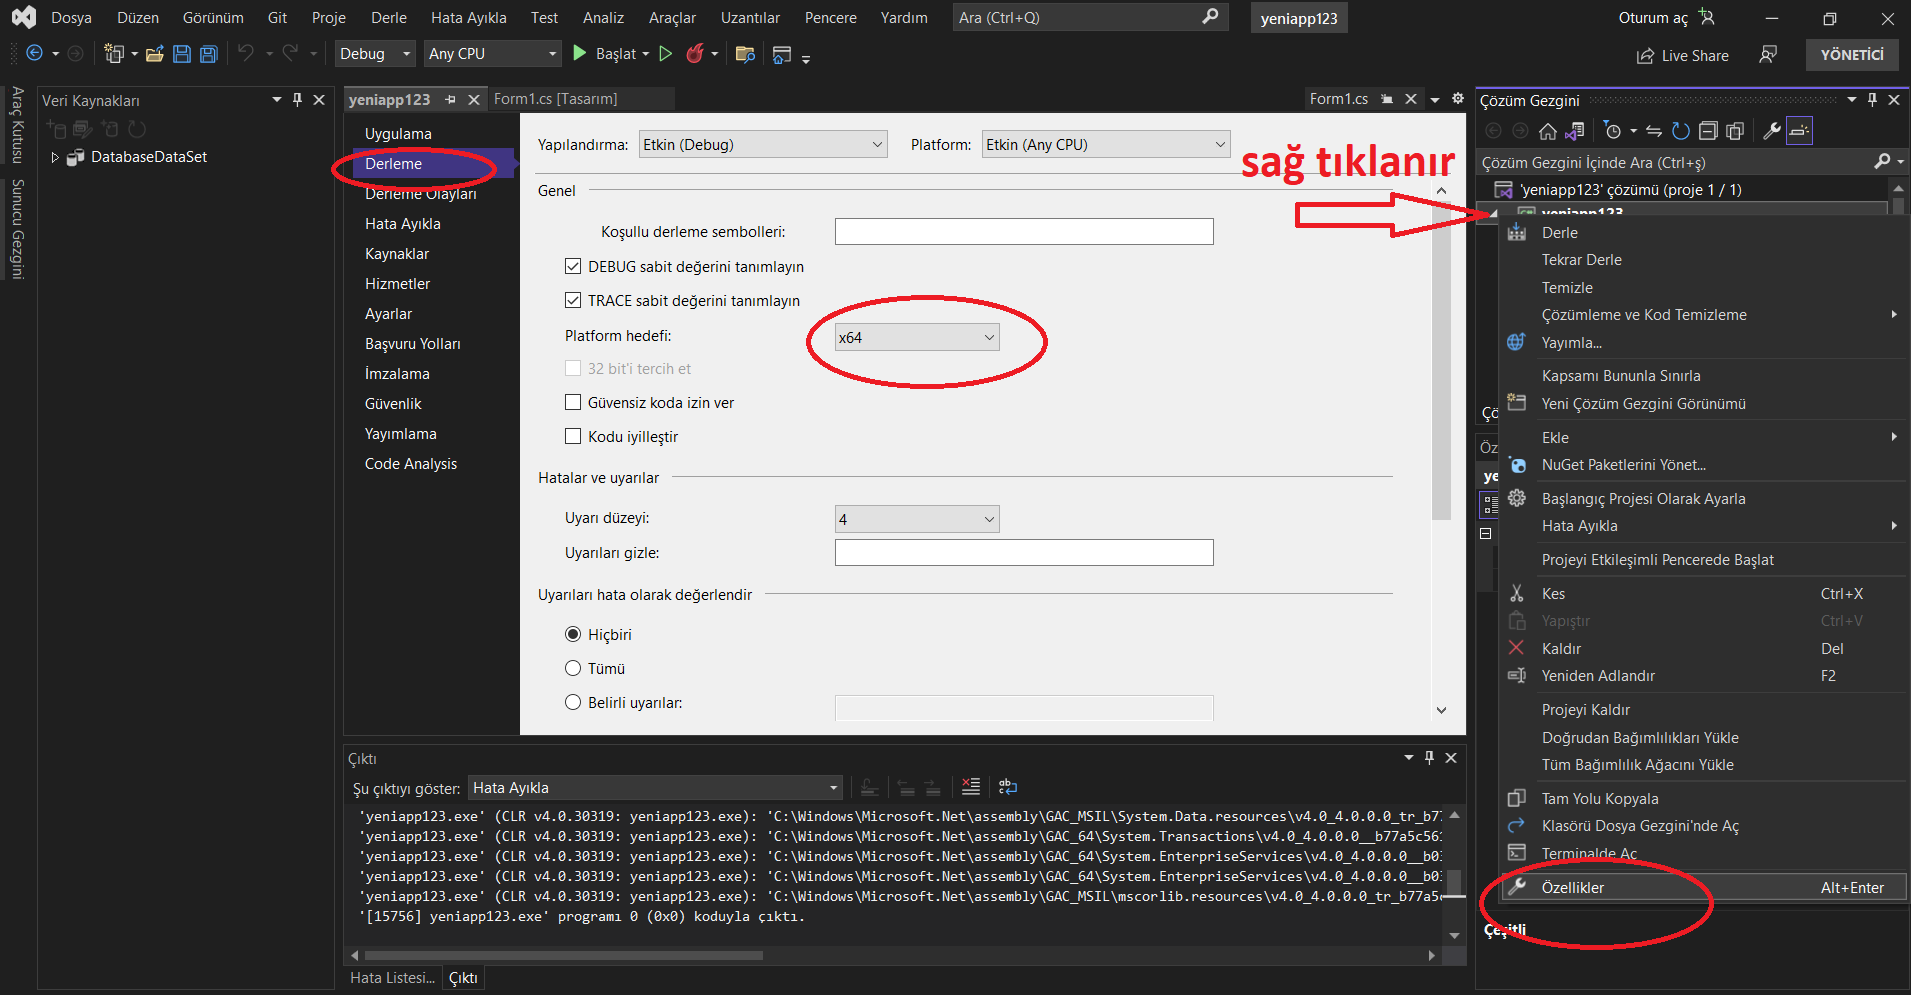 Dosya Düzen Görünüm Git Proje Derle Hata Ayıkla Test Analiz Araçlar Uzantılar Pencere Yardım Ara (Ctrl+Q) yeniapp123 Oturum aç
Debug Any CPU Başlat Live Share YÖNETİCİ
Araç Kutusu
Sunucu Gezgini
Veri Kaynakları
DatabaseDataSet
yeniapp123 Form1.cs [Tasarım] Form1.cs
Uygulama
Derleme
Derleme Olayları
Hata Ayıkla
Kaynaklar
Hizmetler
Ayarlar
Başvuru Yolları
İmzalama
Güvenlik
Yayımlama
Code Analysis
Yapılandırma: Etkin (Debug) Platform: Etkin (Any CPU)
Genel
Koşullu derleme sembolleri:
DEBUG sabit değerini tanımlayın
TRACE sabit değerini tanımlayın
Platform hedefi: x64
32 bit'i tercih et
Güvensiz koda izin ver
Kodu iyilleştir
Hatalar ve uyarılar
Uyarı düzeyi: 4
Uyarıları gizle:
Uyarıları hata olarak değerlendir
Hiçbiri
Tümü
Belirli uyarılar:
sağ tıklanır
Çözüm Gezgini
Çözüm Gezgini İçinde Ara (Ctrl+ş)
'yeniapp123' çözümü (proje 1 / 1)
yeniapp123
Derle
Tekrar Derle
Temizle
Çözümleme ve Kod Temizleme
Yayımla...
Kapsamı Bununla Sınırla
Yeni Çözüm Gezgini Görünümü
Ekle
NuGet Paketlerini Yönet...
Başlangıç Projesi Olarak Ayarla
Hata Ayıkla
Projeyi Etkileşimli Pencerede Başlat
Kes Ctrl+X
Yapıştır Ctrl+V
Kaldır Del
Yeniden Adlandır F2
Projeyi Kaldır
Doğrudan Bağımlılıkları Yükle
Tüm Bağımlılık Ağacını Yükle
Tam Yolu Kopyala
Klasörü Dosya Gezgini'nde Aç
Terminalde Aç
Özellikler Alt+Enter
Çö
Öz
ye
Çeşitli
Çıktı
Şu çıktıyı göster: Hata Ayıkla
'yeniapp123.exe' (CLR v4.0.30319: yeniapp123.exe): 'C:\Windows\Microsoft.Net\assembly\GAC_MSIL\System.Data.resources\v4.0_4.0.0.0_tr_b77
'yeniapp123.exe' (CLR v4.0.30319: yeniapp123.exe): 'C:\Windows\Microsoft.Net\assembly\GAC_64\System.Transactions\v4.0_4.0.0.0__b77a5c561
'yeniapp123.exe' (CLR v4.0.30319: yeniapp123.exe): 'C:\Windows\Microsoft.Net\assembly\GAC_64\System.EnterpriseServices\v4.0_4.0.0.0__b03
'yeniapp123.exe' (CLR v4.0.30319: yeniapp123.exe): 'C:\Windows\Microsoft.Net\assembly\GAC_64\System.EnterpriseServices\v4.0_4.0.0.0__b03
'yeniapp123.exe' (CLR v4.0.30319: yeniapp123.exe): 'C:\Windows\Microsoft.Net\assembly\GAC_MSIL\mscorlib.resources\v4.0_4.0.0.0_tr_b77a5c
'[15756] yeniapp123.exe' programı 0 (0x0) koduyla çıktı.
Hata Listesi... Çıktı